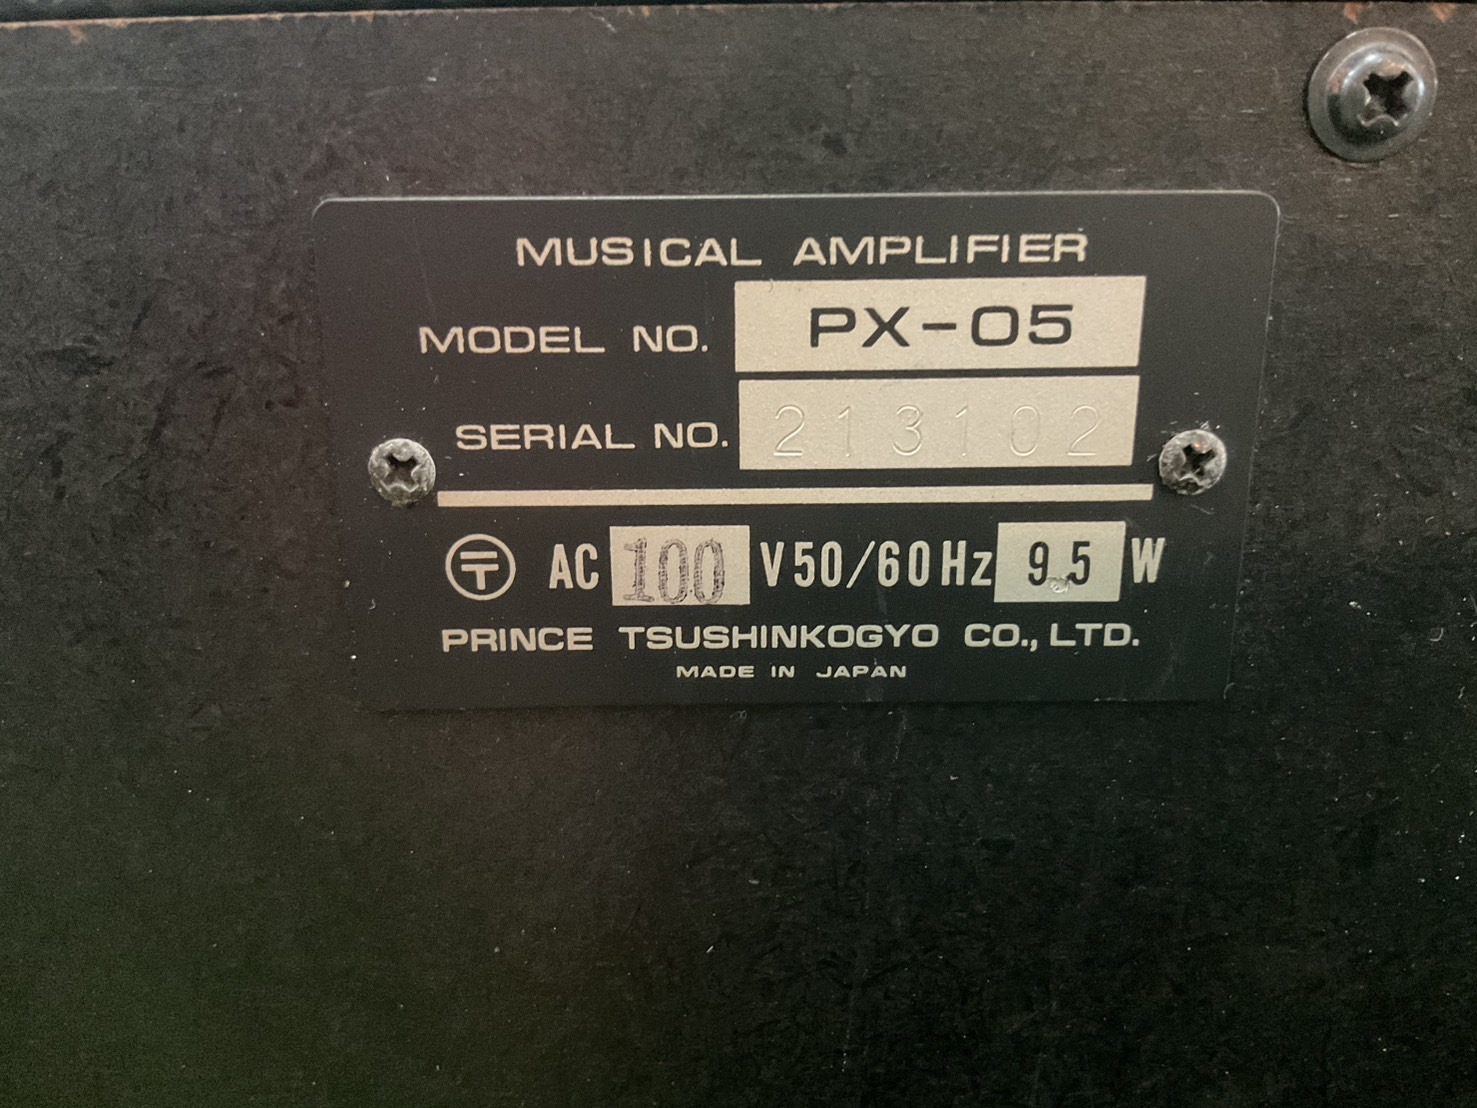 MUSICAL AMPLIFIER
MODEL NO. PX-05
SERIAL NO. 213102
〶 AC 100 V 50/60Hz 9.5 W
PRINCE TSUSHINKOGYO CO., LTD.
MADE IN JAPAN